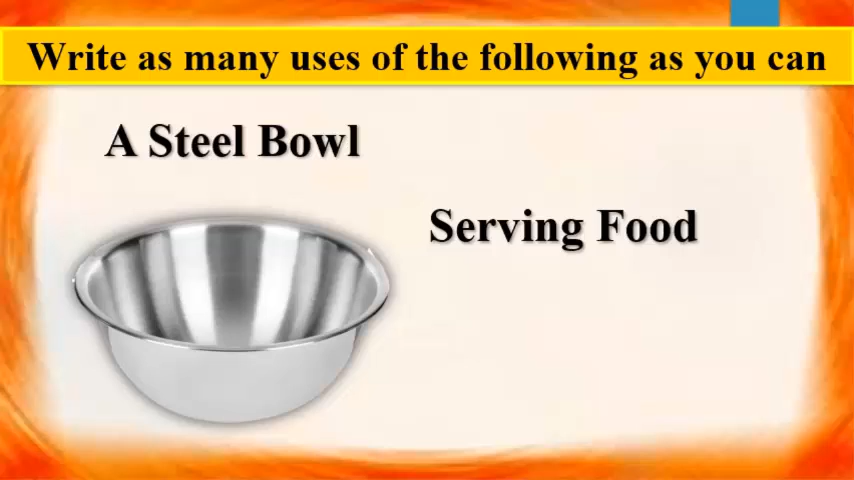 Write as many uses of the following as you can
A Steel Bowl
Serving Food